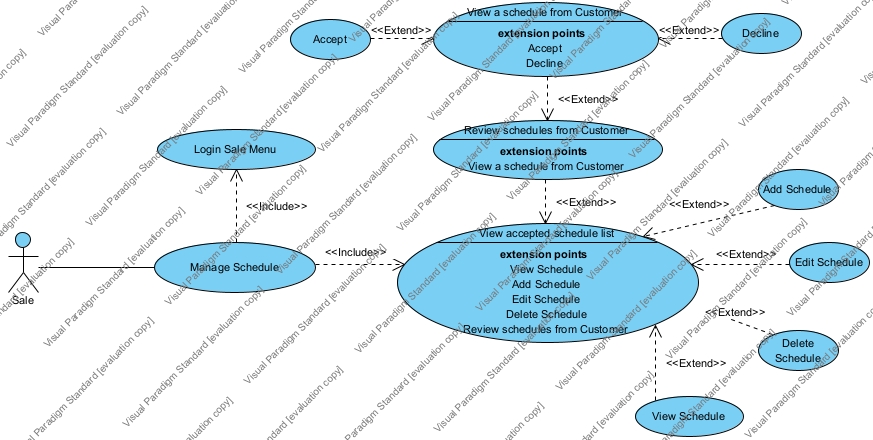 View a schedule from Customer
extension points
Accept
Decline
Accept
<<Extend>>
<<Extend>>
Decline
<<Extend>>
Review schedules from Customer
extension points
View a schedule from Customer
Login Sale Menu
<<Include>>
<<Extend>>
Add Schedule
<<Extend>>
Sale
Manage Schedule
<<Include>>
View accepted schedule list
extension points
View Schedule
Add Schedule
Edit Schedule
Delete Schedule
Review schedules from Customer
<<Extend>>
Edit Schedule
<<Extend>>
Delete
Schedule
<<Extend>>
View Schedule
Visual Paradigm Standard [evaluation copy]